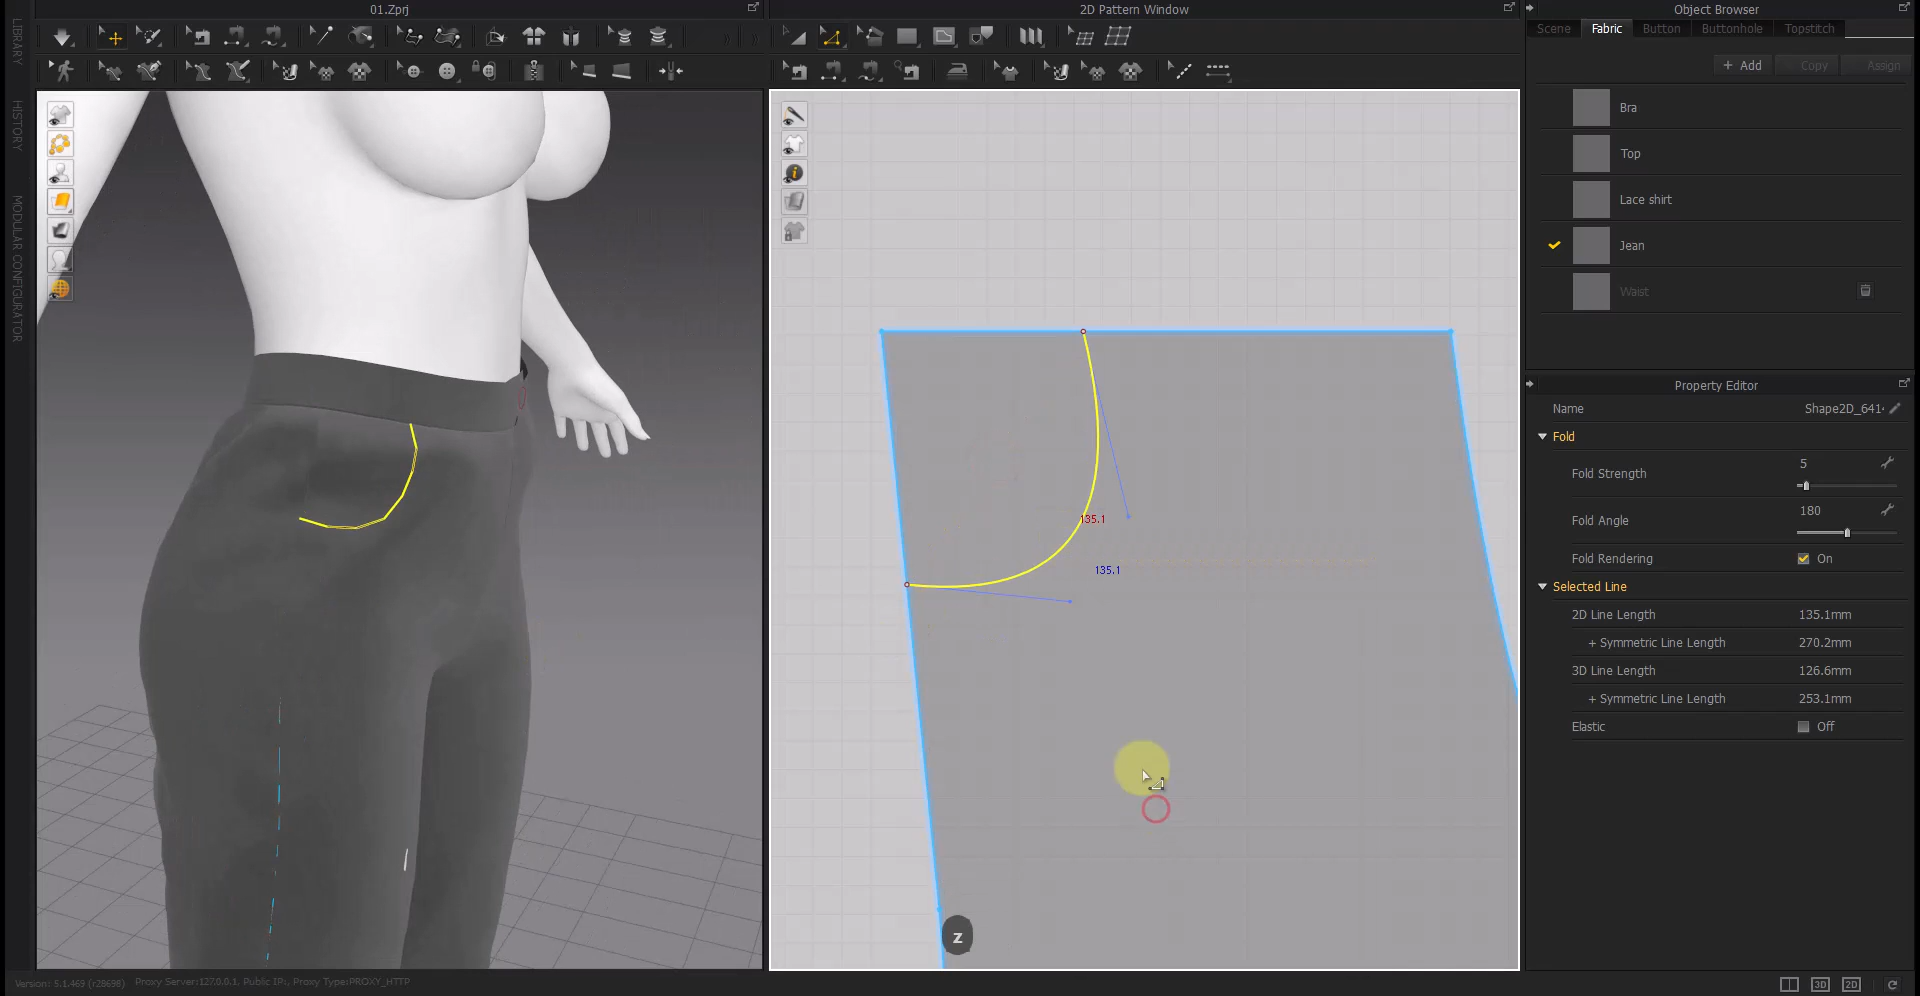 01.Zprj
2D Pattern Window
Object Browser
Scene
Fabric
Button
Buttonhole
Topstitch
+ Add
Copy
Assign
LIBRARY
HISTORY
MODULAR CONFIGURATOR
Bra
Top
Lace shirt
Jean
Waist
Property Editor
Name
Shape2D_641
Fold
Fold Strength
5
Fold Angle
180
Fold Rendering
On
Selected Line
2D Line Length
135.1mm
+ Symmetric Line Length
270.2mm
3D Line Length
126.6mm
+ Symmetric Line Length
253.1mm
Elastic
Off
135.1
135.1
z
Version: 5.1.469 (r28698)
Proxy Server:127.0.0.1, Public IP:, Proxy Type:PROXY_HTTP
3D
2D